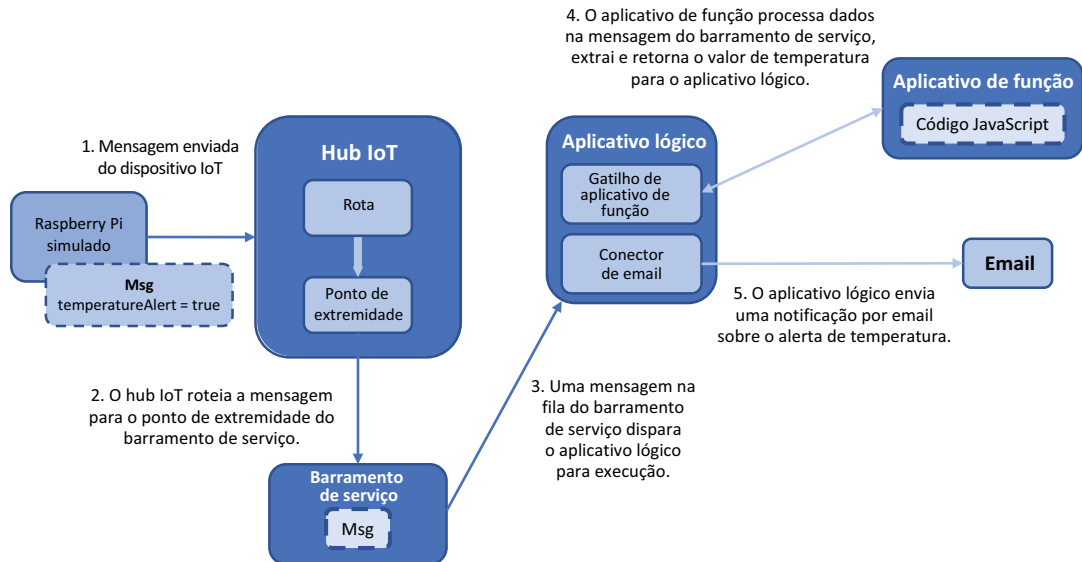 4. O aplicativo de função processa dados
na mensagem do barramento de serviço,
extrai e retorna o valor de temperatura
para o aplicativo lógico.
Aplicativo de função
Código JavaScript
1. Mensagem enviada
do dispositivo IoT
Hub IoT
Rota
Ponto de
extremidade
Raspberry Pi
simulado
Msg
temperatureAlert = true
Aplicativo lógico
Gatilho de
aplicativo de
função
Conector
de email
Email
5. O aplicativo lógico envia
uma notificação por email
sobre o alerta de temperatura.
2. O hub IoT roteia a mensagem
para o ponto de extremidade do
barramento de serviço.
3. Uma mensagem na
fila do barramento
de serviço dispara
o aplicativo lógico
para execução.
Barramento
de serviço
Msg